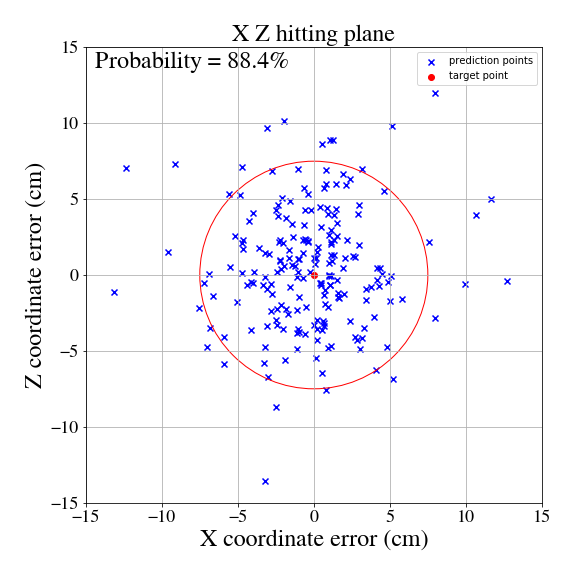 X Z hitting plane
Probability = 88.4%
prediction points
target point
15
10
5
0
−5
−10
−15
Z coordinate error (cm)
−15 −10 −5 0 5 10 15
X coordinate error (cm)